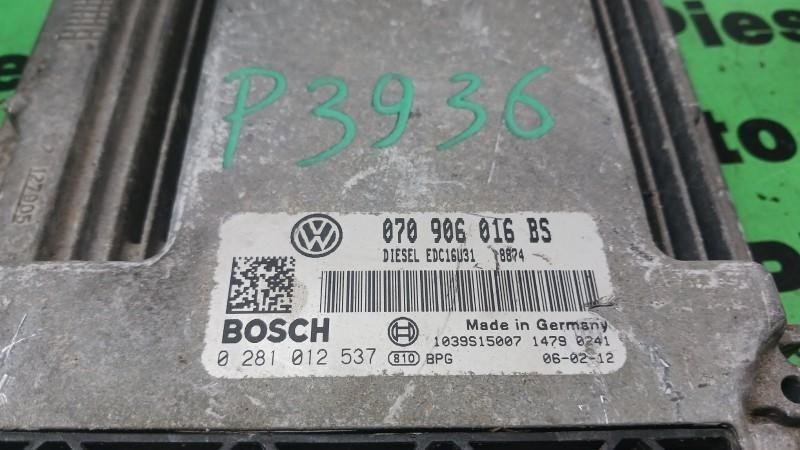 P3936
070 906 016 BS
DIESEL EDC16U31 8874
BOSCH
Made in Germany
1039S15007 1479 0241
0 281 012 537 810 BPG 06-02-12